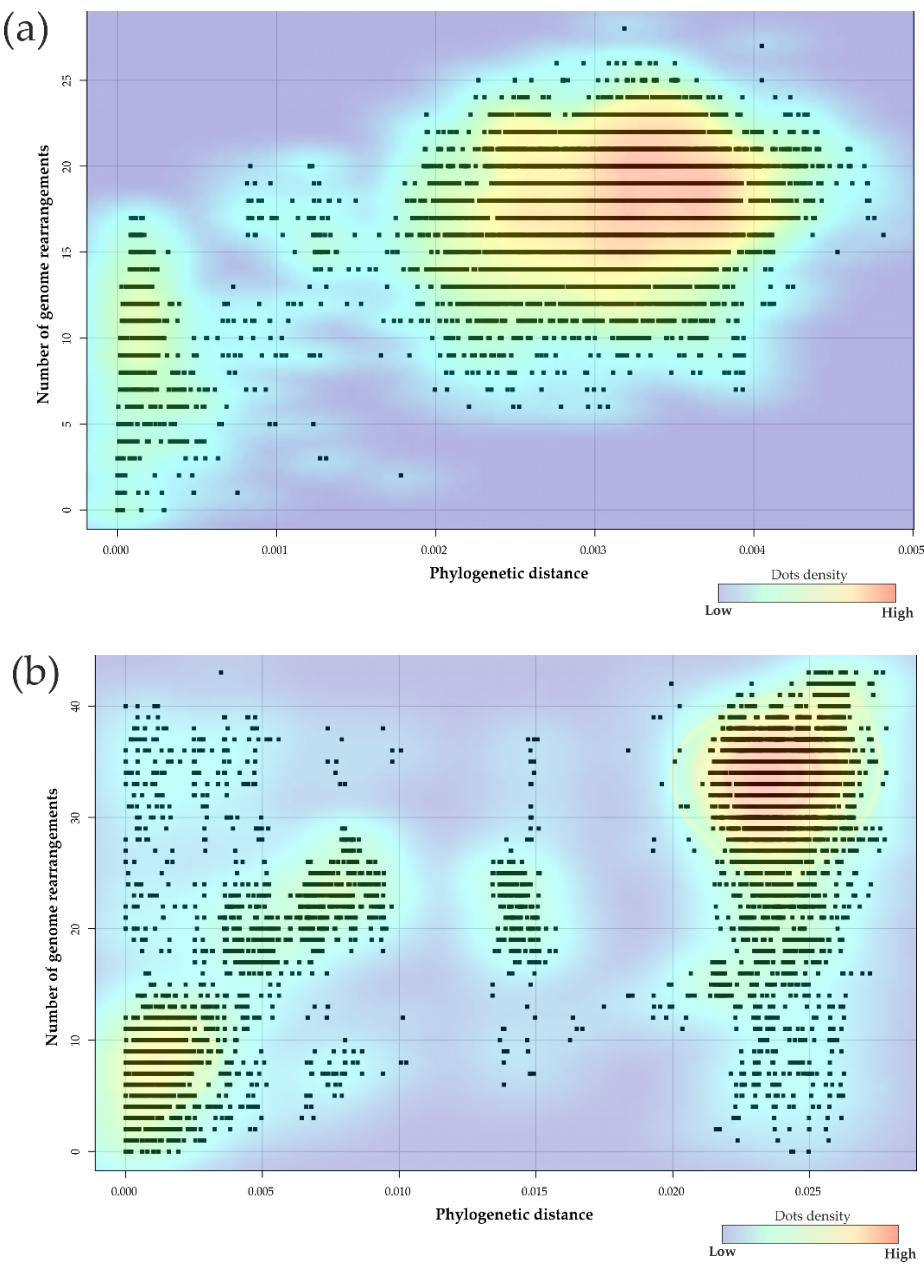 (a)
25
20
15
10
5
0
Number of genome rearrangements
0.000 0.001 0.002 0.003 0.004 0.005
Phylogenetic distance
Dots density
Low High
(b)
40
30
20
10
0
Number of genome rearrangements
0.000 0.005 0.010 0.015 0.020 0.025
Phylogenetic distance
Dots density
Low High